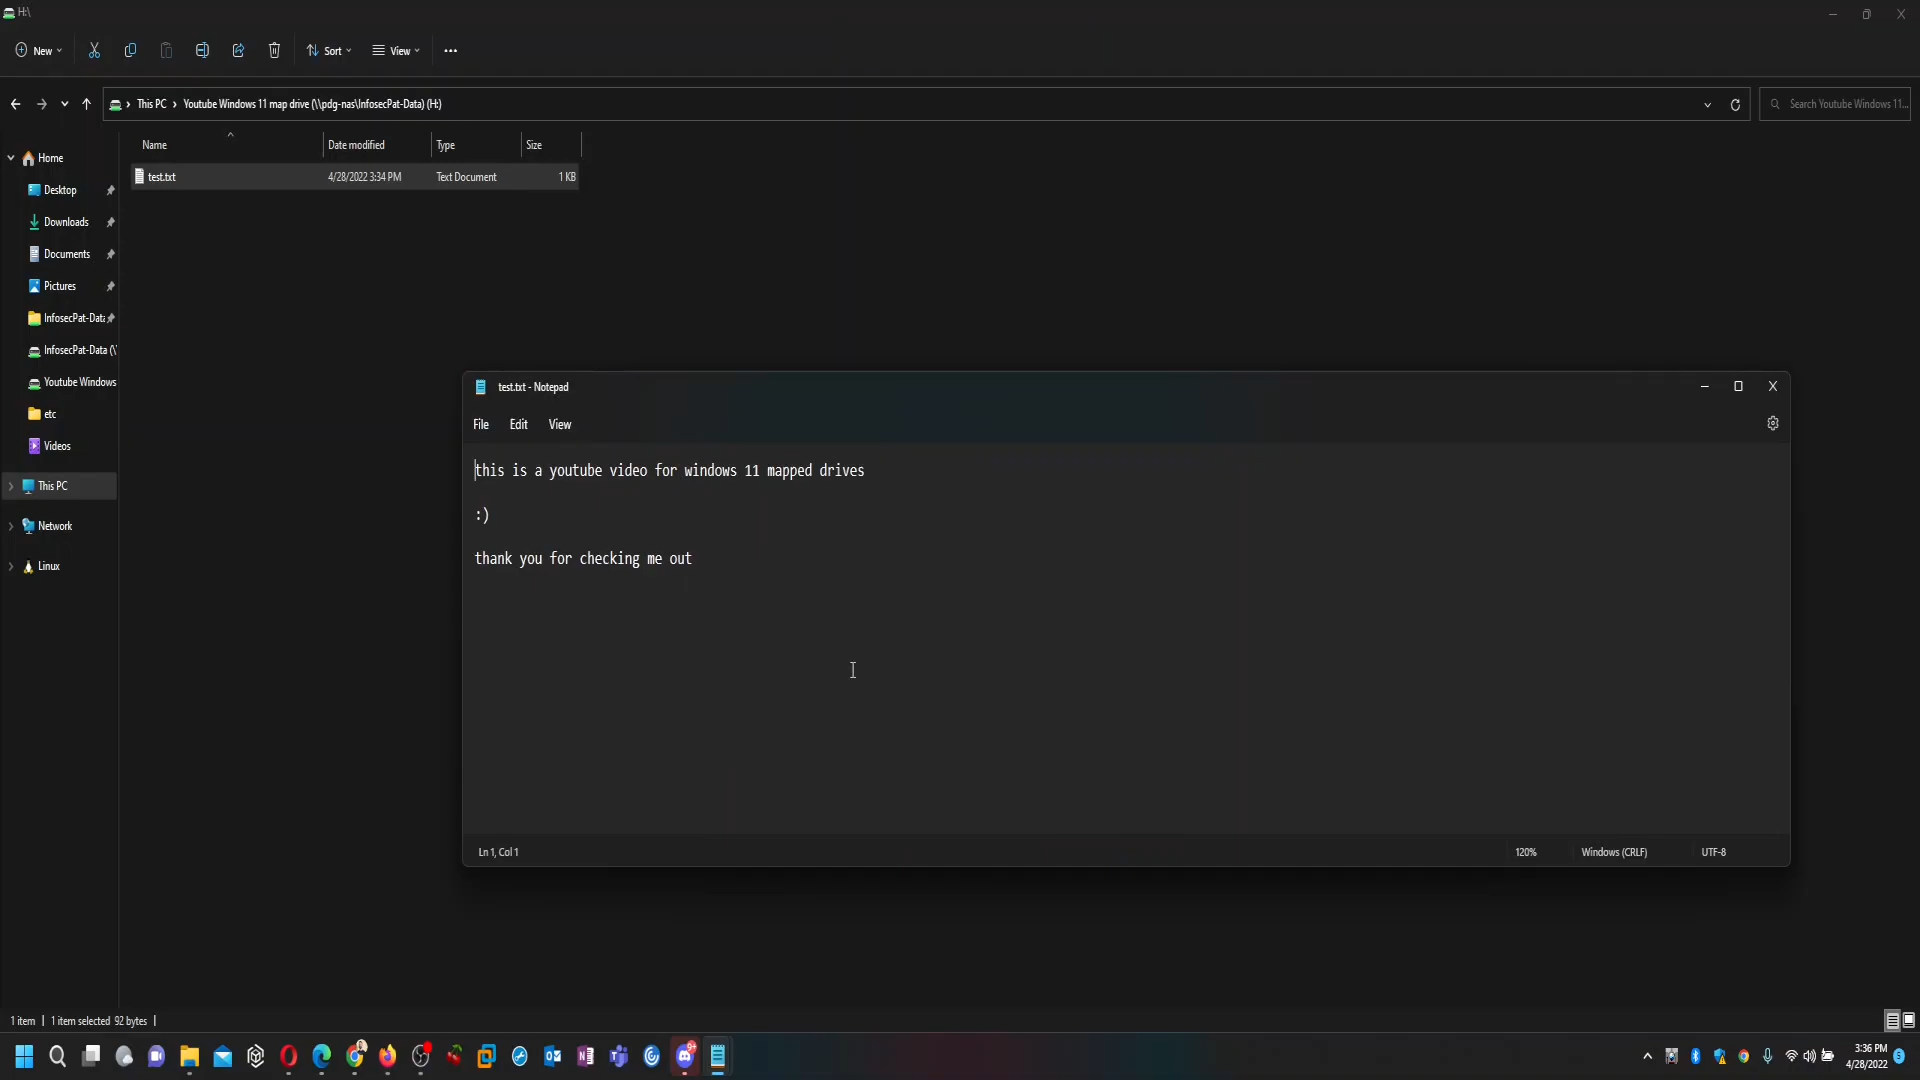 H:\
New
Sort
View
This PC > Youtube Windows 11 map drive (\\pdg-nas\InfosecPat-Data) (H:)
Search Youtube Windows 11...
Name Date modified Type Size
test.txt 4/28/2022 3:34 PM Text Document 1 KB
Home
Desktop
Downloads
Documents
Pictures
InfosecPat-Data
InfosecPat-Data (\
Youtube Windows
etc
Videos
This PC
Network
Linux
test.txt - Notepad
File Edit View
this is a youtube video for windows 11 mapped drives
:)
thank you for checking me out
Ln 1, Col 1 120% Windows (CRLF) UTF-8
1 item 1 item selected 92 bytes
9+
3:36 PM
4/28/2022
5